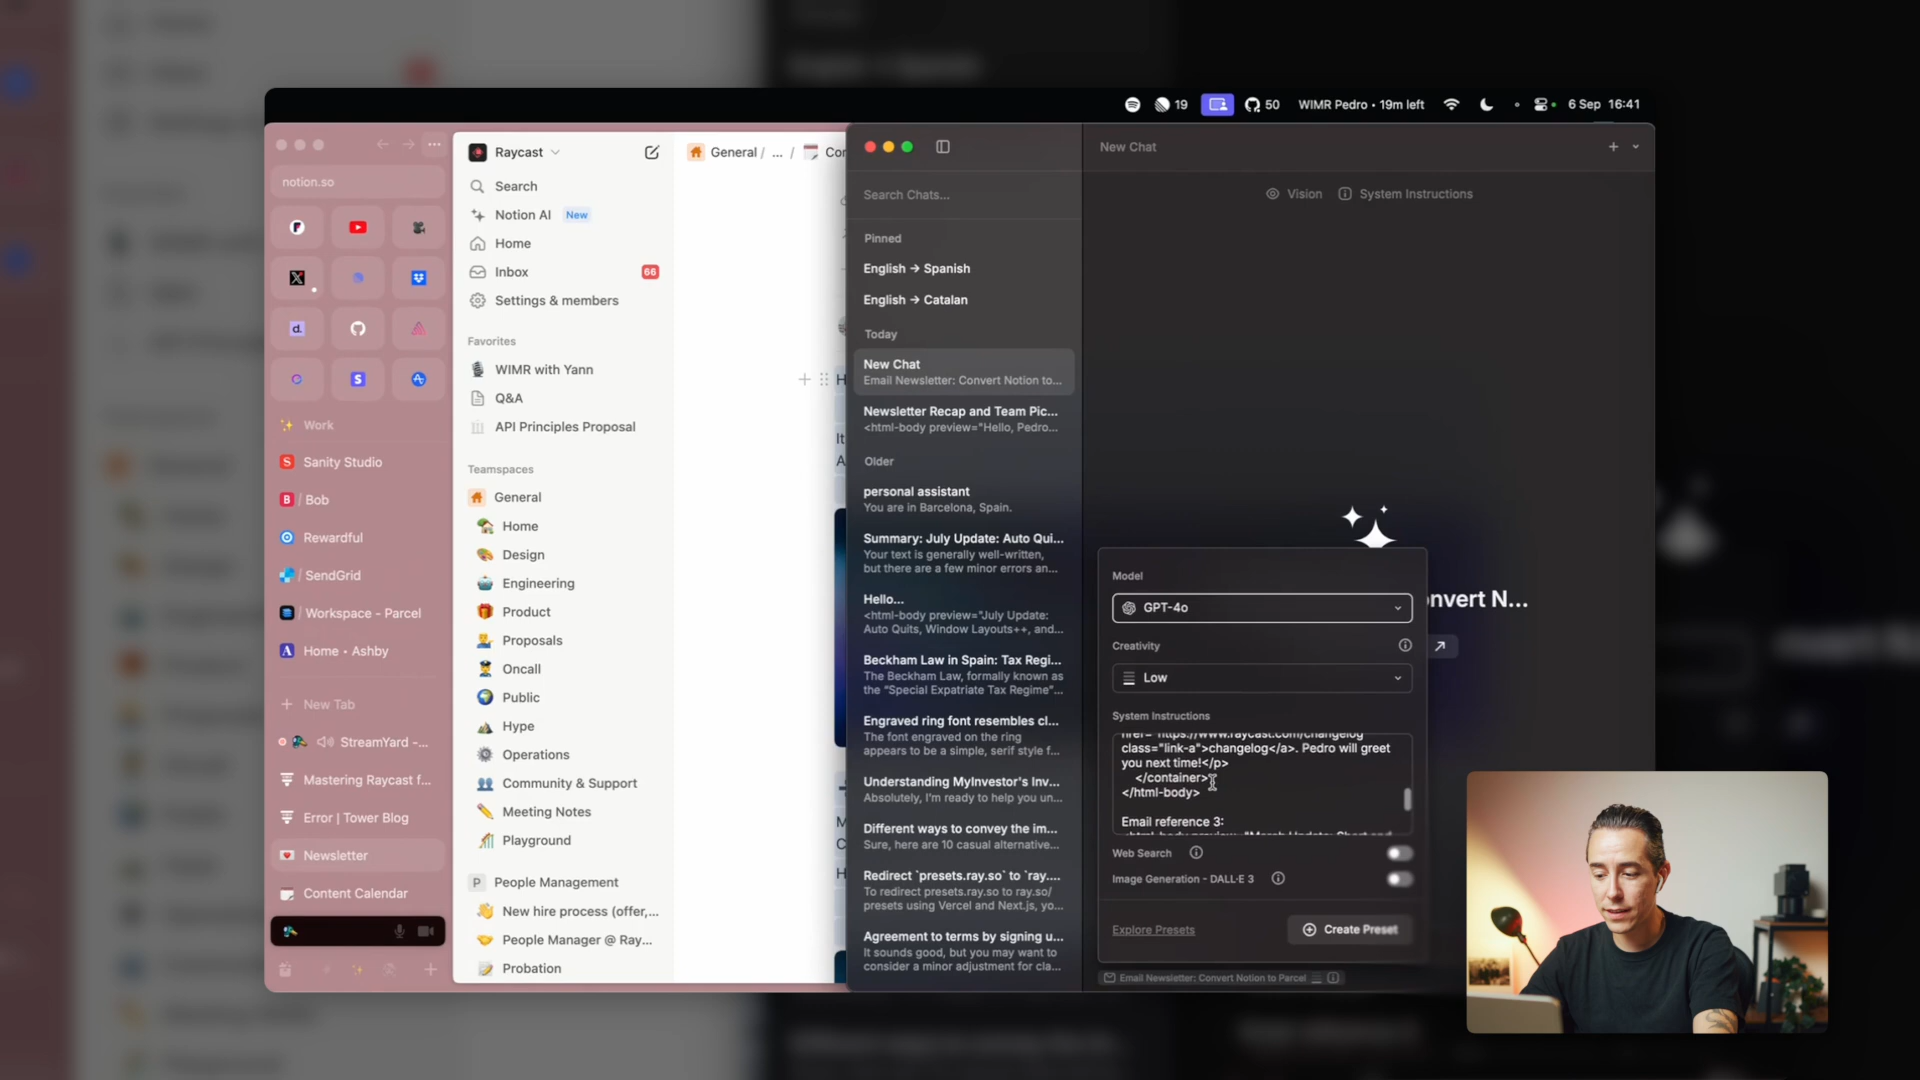 19
50
WIMR Pedro • 19m left
6 Sep 16:41
notion.so
Work
Sanity Studio
/ Bob
Rewardful
/ SendGrid
/ Workspace - Parcel
Home • Ashby
New Tab
StreamYard -...
Mastering Raycast f...
Error | Tower Blog
Newsletter
Content Calendar
Raycast
Search
Notion AI New
Home
Inbox 66
Settings & members
Favorites
WIMR with Yann
Q&A
API Principles Proposal
Teamspaces
General
Home
Design
Engineering
Product
Proposals
Oncall
Public
Hype
Operations
Community & Support
Meeting Notes
Playground
P People Management
New hire process (offer,...
People Manager @ Ray...
Probation
General / ... /
Search Chats...
Pinned
English → Spanish
English → Catalan
Today
New Chat
Email Newsletter: Convert Notion to...
Newsletter Recap and Team Pic...
<html-body preview="Hello, Pedro...
Older
personal assistant
You are in Barcelona, Spain.
Summary: July Update: Auto Qui...
Your text is generally well-written,
but there are a few minor errors an...
Hello...
<html-body preview="July Update:
Auto Quits, Window Layouts++, and...
Beckham Law in Spain: Tax Regi...
The Beckham Law, formally known as
the "Special Expatriate Tax Regime"...
Engraved ring font resembles cl...
The font engraved on the ring
appears to be a simple, serif style f...
Understanding MyInvestor's Inv...
Absolutely, I'm ready to help you un...
Different ways to convey the im...
Sure, here are 10 casual alternative...
Redirect `presets.ray.so` to `ray....
To redirect presets.ray.so to ray.so/
presets using Vercel and Next.js, yo...
Agreement to terms by signing u...
It sounds good, but you may want to
consider a minor adjustment for cla...
New Chat
Vision
System Instructions
nvert N...
Model
GPT-4o
Creativity
Low
System Instructions
href="https://www.raycast.com/changelog
class="link-a">changelog</a>. Pedro will greet
you next time!</p>
</container>
</html-body>
Email reference 3:
Web Search
Image Generation - DALL·E 3
Explore Presets
Create Preset
Email Newsletter: Convert Notion to Parcel